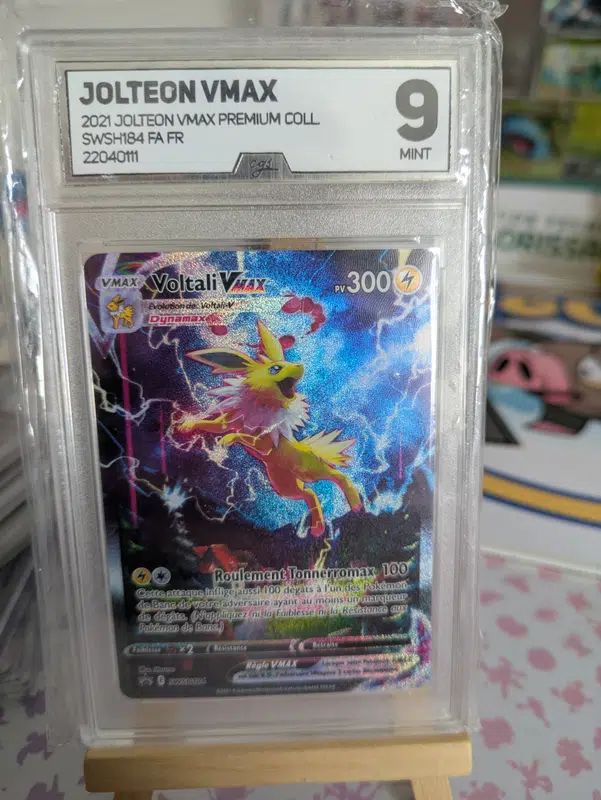 JOLTEON VMAX
2021 JOLTEON VMAX PREMIUM COLL.
SWSH184 FA FR
22040111
9
MINT
cgs
VMAX Voltali VMAX PV 300
Évolution de Voltali-V
Dynamax
Roulement Tonnerromax 100
Cette attaque inflige aussi 100 dégâts à l'un des Pokémon
de Banc de votre adversaire ayant au moins un marqueur
de dégâts. (N'appliquez ni la Faiblesse ni la Résistance aux
Pokémon de Banc.)
Faiblesse ×2 Résistance Retraite
Règle VMAX